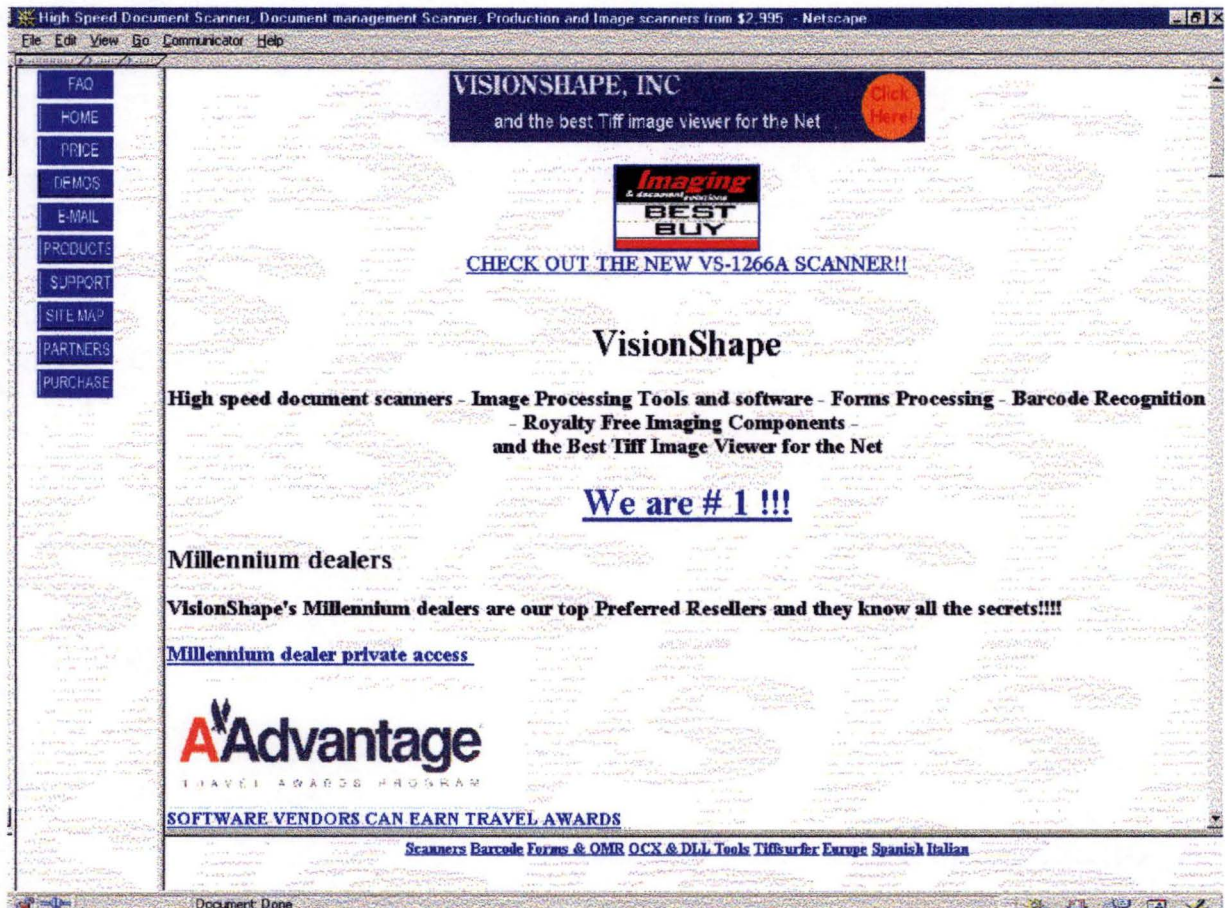 High Speed Document Scanner, Document management Scanner, Production and Image scanners from $2,995 - Netscape
File Edit View Go Communicator Help
FAQ
HOME
PRICE
DEMOS
E-MAIL
PRODUCTS
SUPPORT
SITE MAP
PARTNERS
PURCHASE
VISIONSHAPE, INC
and the best Tiff image viewer for the Net
Click
Here!
Imaging
& document solutions
BEST
BUY
CHECK OUT THE NEW VS-1266A SCANNER!!
VisionShape
High speed document scanners - Image Processing Tools and software - Forms Processing - Barcode Recognition
- Royalty Free Imaging Components -
and the Best Tiff Image Viewer for the Net
We are # 1 !!!
Millennium dealers
VisionShape's Millennium dealers are our top Preferred Resellers and they know all the secrets!!!!
Millennium dealer private access
AAdvantage
TRAVEL AWARDS PROGRAM
SOFTWARE VENDORS CAN EARN TRAVEL AWARDS
Scanners Barcode Forms & OMR OCX & DLL Tools Tiffsurfer Europe Spanish Italian
Document: Done